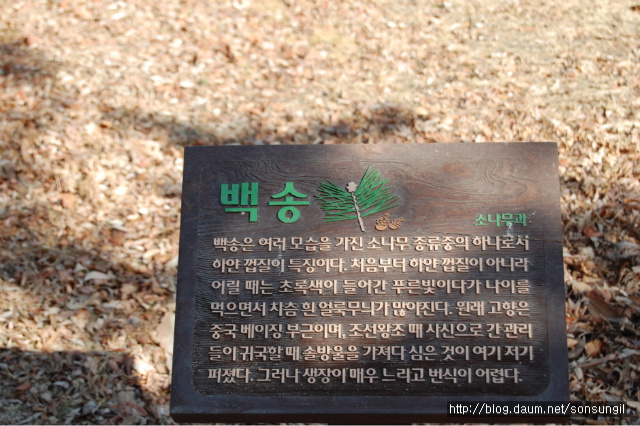 백송
소나무과
백송은 여러 모습을 가진 소나무 종류중의 하나로서
하얀 껍질이 특징이다. 처음부터 하얀 껍질이 아니라
어릴 때는 초록색이 들어간 푸른빛이다가 나이를
먹으면서 차츰 흰 얼룩무늬가 많아진다. 원래 고향은
중국 베이징 부근이며, 조선왕조 때 사신으로 간 관리
들이 귀국할 때 솔방울을 가져다 심은 것이 여기 저기
퍼졌다. 그러나 생장이 매우 느리고 번식이 어렵다.
http://blog.daum.net/sonsungil